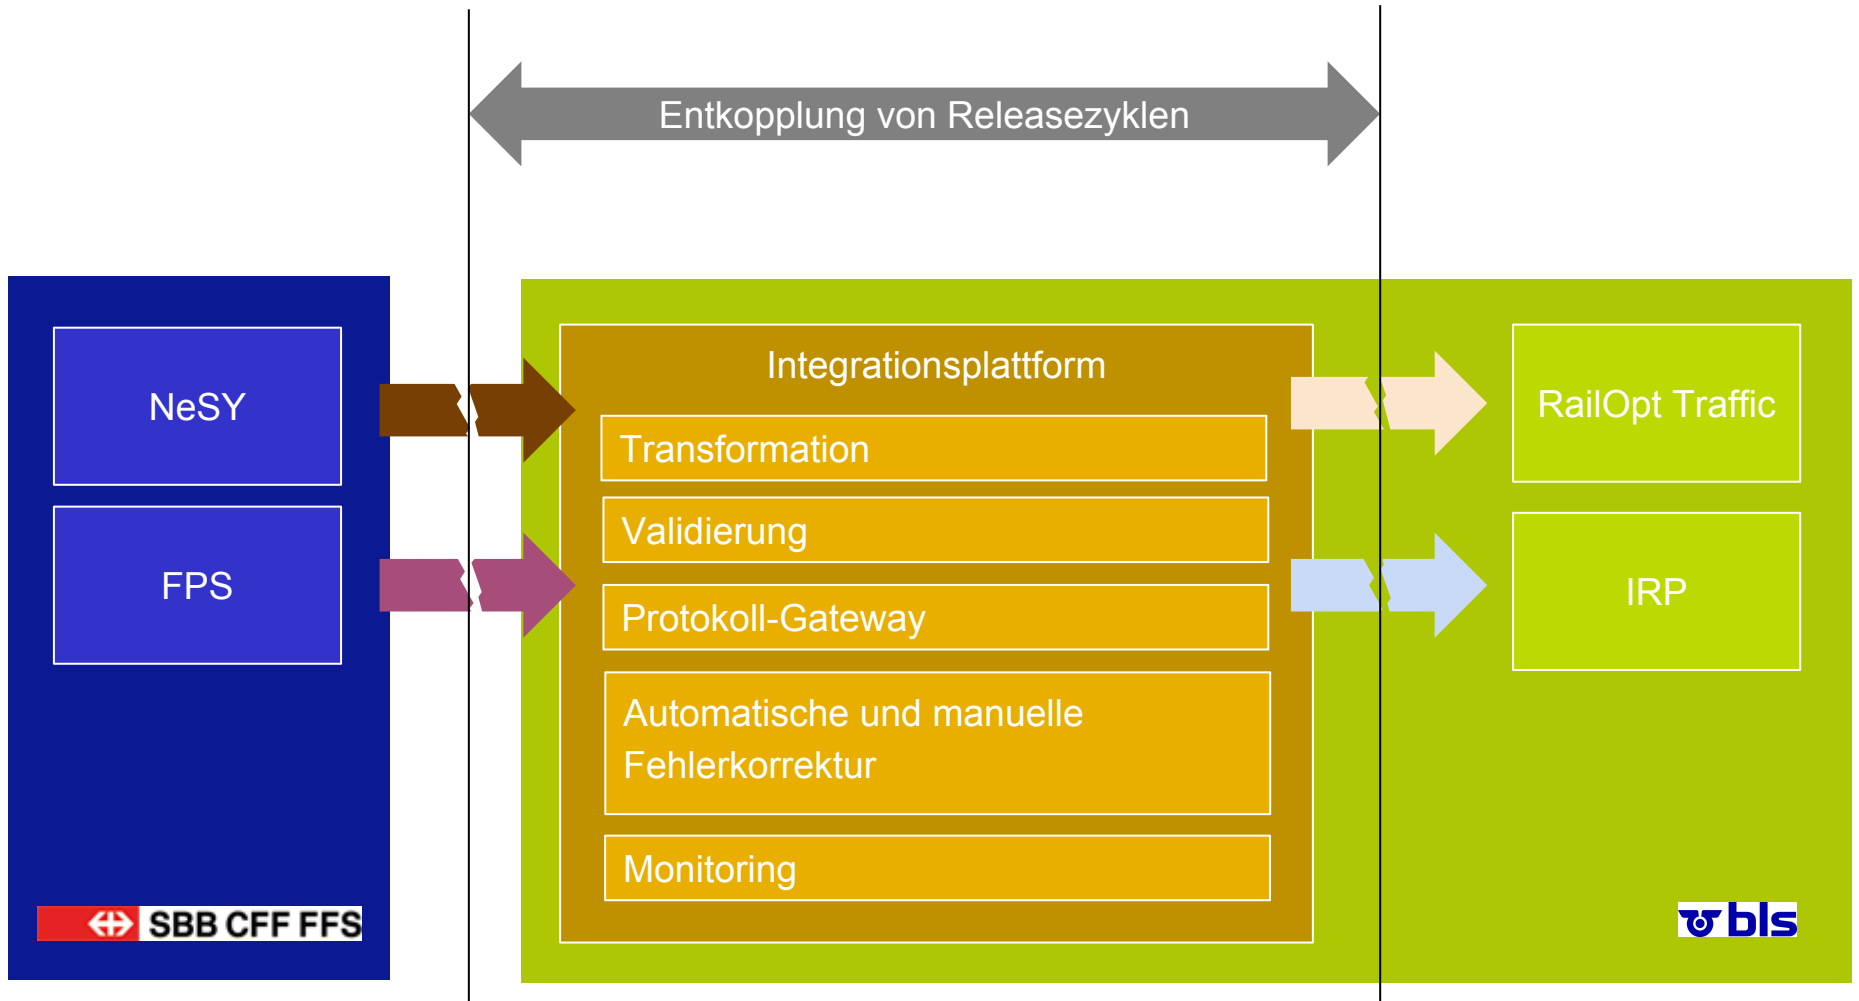 Entkopplung von Releasezyklen
NeSY
FPS
SBB CFF FFS
Integrationsplattform
Transformation
Validierung
Protokoll-Gateway
Automatische und manuelle
Fehlerkorrektur
Monitoring
RailOpt Traffic
IRP
bls